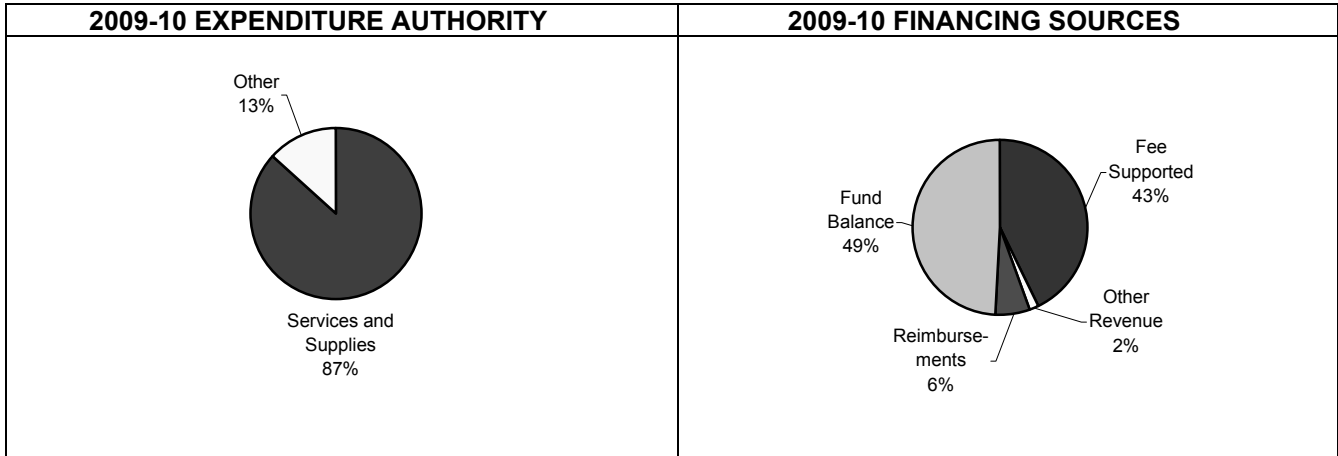 2009-10 EXPENDITURE AUTHORITY
2009-10 FINANCING SOURCES
Other
13%
Services and
Supplies
87%
Fee
Supported
43%
Fund
Balance
49%
Other
Revenue
2%
Reimburse-
ments
6%